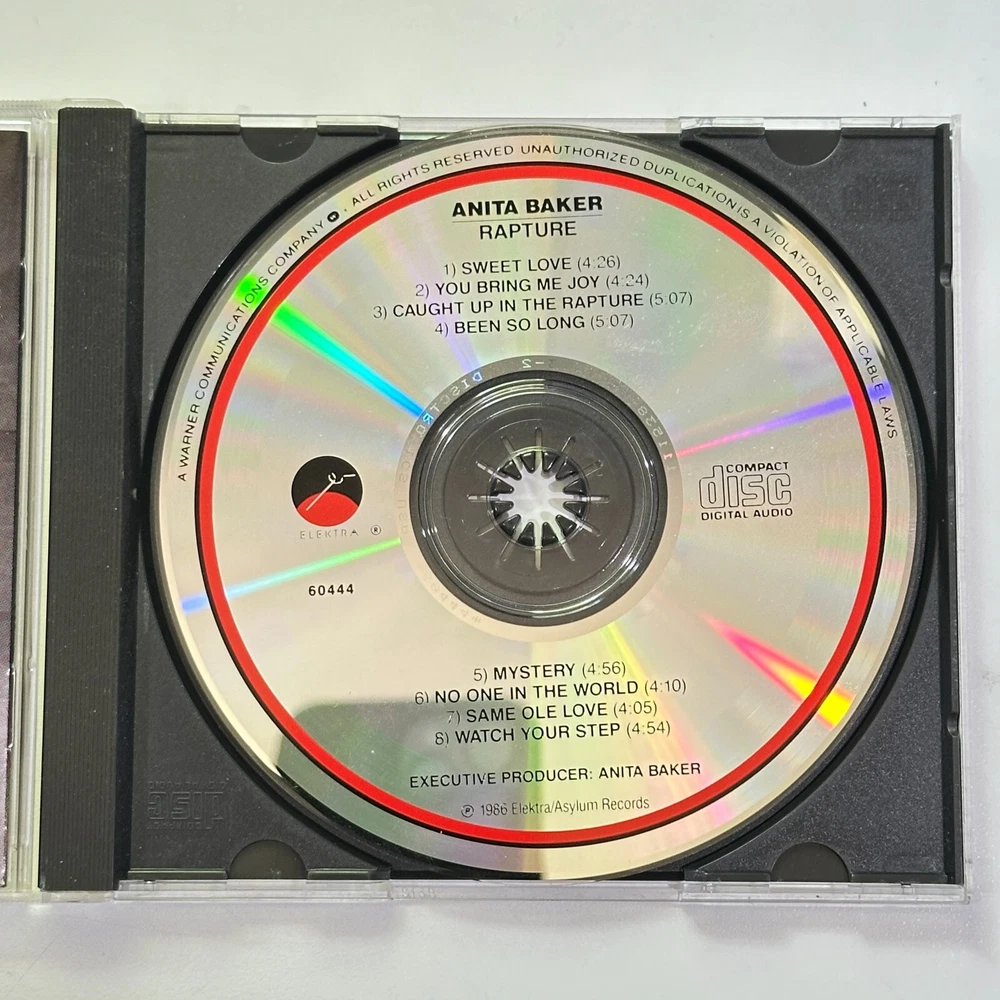 A WARNER COMMUNICATIONS COMPANY · ALL RIGHTS RESERVED UNAUTHORIZED DUPLICATION IS A VIOLATION OF APPLICABLE LAWS
ANITA BAKER
RAPTURE
1) SWEET LOVE (4:26)
2) YOU BRING ME JOY (4:24)
3) CAUGHT UP IN THE RAPTURE (5:07)
4) BEEN SO LONG (5:07)
COMPACT
disc
DIGITAL AUDIO
ELEKTRA ®
60444
5) MYSTERY (4:56)
6) NO ONE IN THE WORLD (4:10)
7) SAME OLE LOVE (4:05)
8) WATCH YOUR STEP (4:54)
EXECUTIVE PRODUCER: ANITA BAKER
℗ 1986 Elektra/Asylum Records